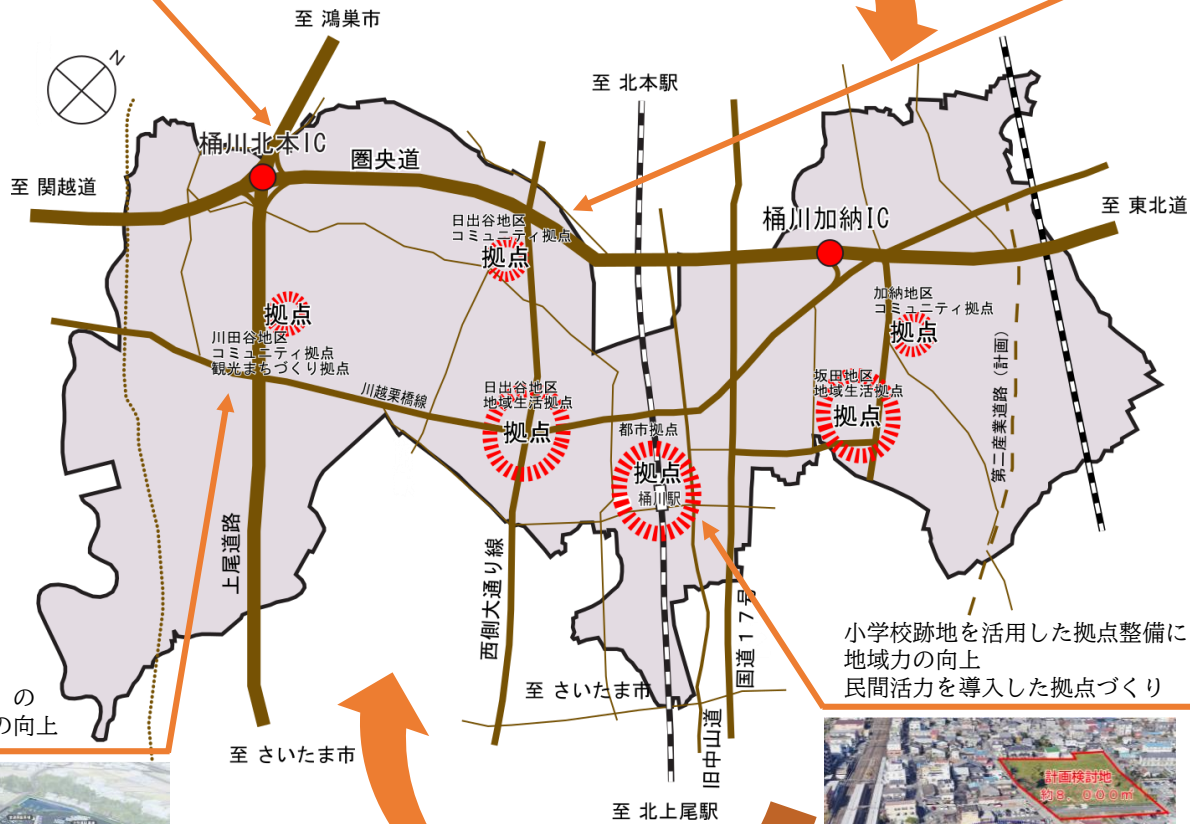 至 鴻巣市
N
至 北本駅
桶川北本IC
圏央道
至 関越道
至 東北道
桶川加納IC
日出谷地区
コミュニティ拠点
拠点
加納地区
コミュニティ拠点
拠点
拠点
川田谷地区
コミュニティ拠点
観光まちづくり拠点
川越栗橋線
日出谷地区
地域生活拠点
拠点
坂田地区
地域生活拠点
拠点
都市拠点
拠点
桶川駅
第二産業道路（計画）
上尾道路
西側大通り線
国道17号
旧中山道
小学校跡地を活用した拠点整備に
地域力の向上
民間活力を導入した拠点づくり
の
の向上
至 さいたま市
至 さいたま市
至 北上尾駅
計画検討地
約8，000㎡